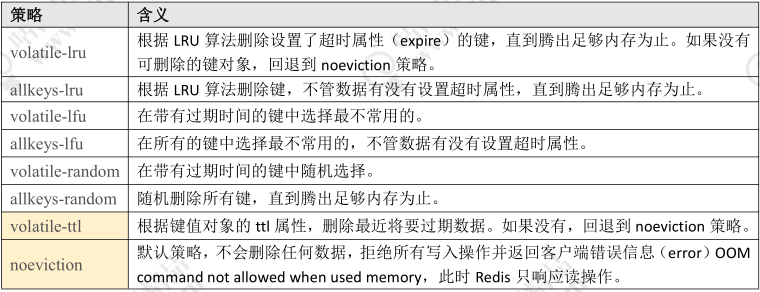 策略 含义
volatile-lru 根据 LRU 算法删除设置了超时属性（expire）的键，直到腾出足够内存为止。如果没有
可删除的键对象，回退到 noeviction 策略。
allkeys-lru 根据 LRU 算法删除键，不管数据有没有设置超时属性，直到腾出足够内存为止。
volatile-lfu 在带有过期时间的键中选择最不常用的。
allkeys-lfu 在所有的键中选择最不常用的，不管数据有没有设置超时属性。
volatile-random 在带有过期时间的键中随机选择。
allkeys-random 随机删除所有键，直到腾出足够内存为止。
volatile-ttl 根据键值对象的 ttl 属性，删除最近将要过期数据。如果没有，回退到 noeviction 策略。
noeviction 默认策略，不会删除任何数据，拒绝所有写入操作并返回客户端错误信息（error）OOM
command not allowed when used memory，此时 Redis 只响应读操作。